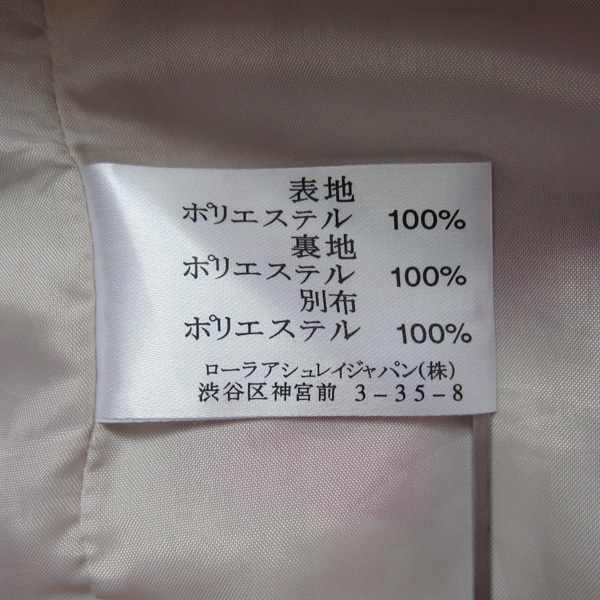 表地
ポリエステル 100%
裏地
ポリエステル 100%
別布
ポリエステル 100%
ローラアシュレイジャパン(株)
渋谷区神宮前 3-35-8